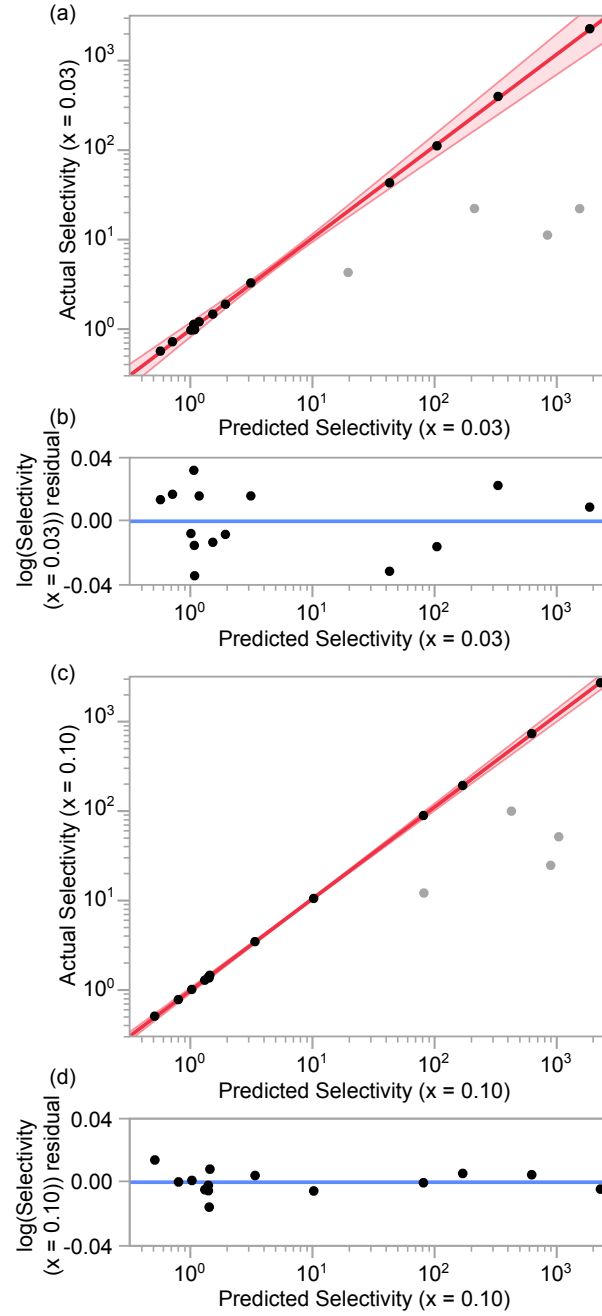 (a)
10³
10²
10¹
10⁰
Actual Selectivity (x = 0.03)
10⁰ 10¹ 10² 10³
Predicted Selectivity (x = 0.03)
(b)
0.04
0.00
-0.04
log(Selectivity
(x = 0.03)) residual
10⁰ 10¹ 10² 10³
Predicted Selectivity (x = 0.03)
(c)
10³
10²
10¹
10⁰
Actual Selectivity (x = 0.10)
10⁰ 10¹ 10² 10³
Predicted Selectivity (x = 0.10)
(d)
0.04
0.00
-0.04
log(Selectivity
(x = 0.10)) residual
10⁰ 10¹ 10² 10³
Predicted Selectivity (x = 0.10)